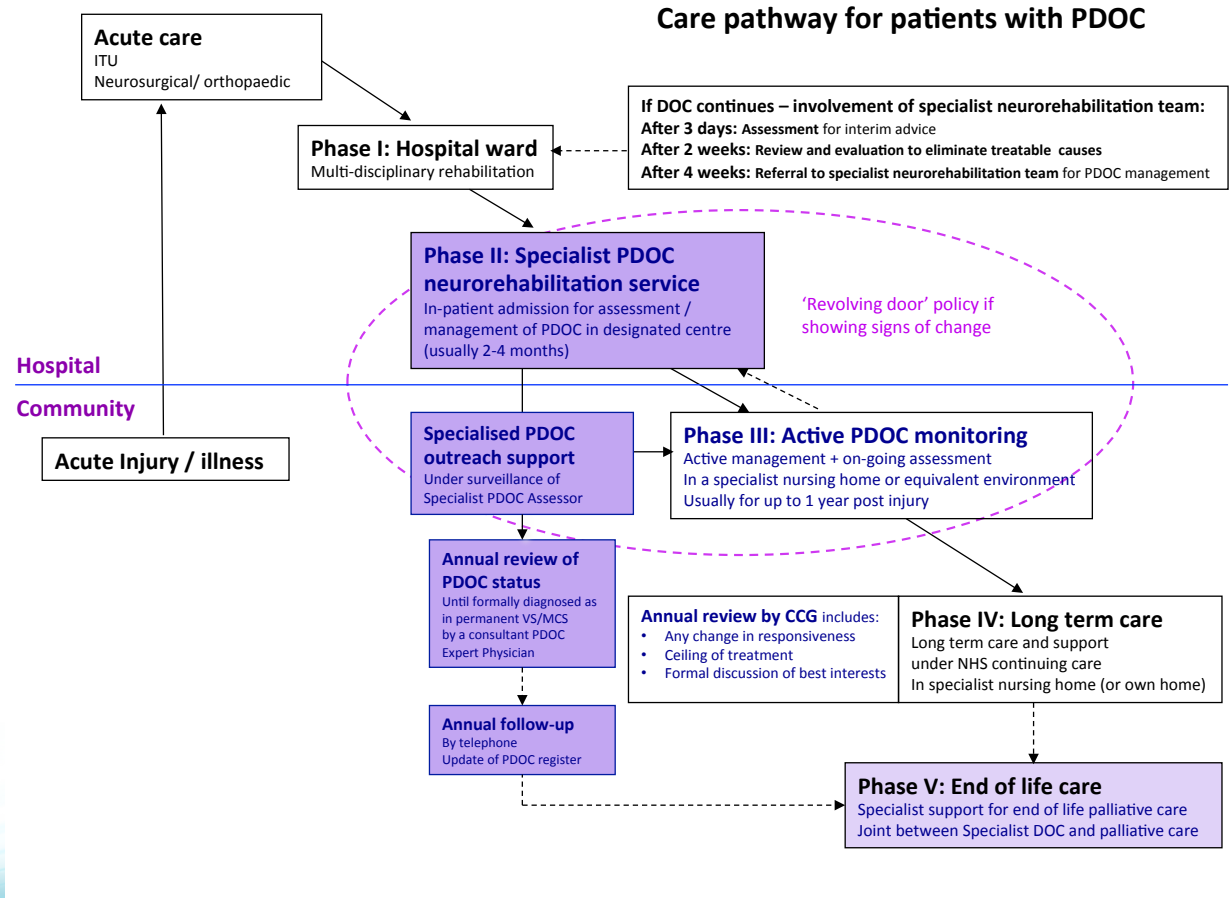 Care pathway for patients with PDOC
Acute care
ITU
Neurosurgical/ orthopaedic
If DOC continues – involvement of specialist neurorehabilitation team:
After 3 days: Assessment for interim advice
After 2 weeks: Review and evaluation to eliminate treatable causes
After 4 weeks: Referral to specialist neurorehabilitation team for PDOC management
Phase I: Hospital ward
Multi-disciplinary rehabilitation
Phase II: Specialist PDOC
neurorehabilitation service
In-patient admission for assessment /
management of PDOC in designated centre
(usually 2-4 months)
'Revolving door' policy if
showing signs of change
Hospital
Community
Acute Injury / illness
Specialised PDOC
outreach support
Under surveillance of
Specialist PDOC Assessor
Phase III: Active PDOC monitoring
Active management + on-going assessment
In a specialist nursing home or equivalent environment
Usually for up to 1 year post injury
Annual review of
PDOC status
Until formally diagnosed as
in permanent VS/MCS
by a consultant PDOC
Expert Physician
Annual review by CCG includes:
• Any change in responsiveness
• Ceiling of treatment
• Formal discussion of best interests
Phase IV: Long term care
Long term care and support
under NHS continuing care
In specialist nursing home (or own home)
Annual follow-up
By telephone
Update of PDOC register
Phase V: End of life care
Specialist support for end of life palliative care
Joint between Specialist DOC and palliative care